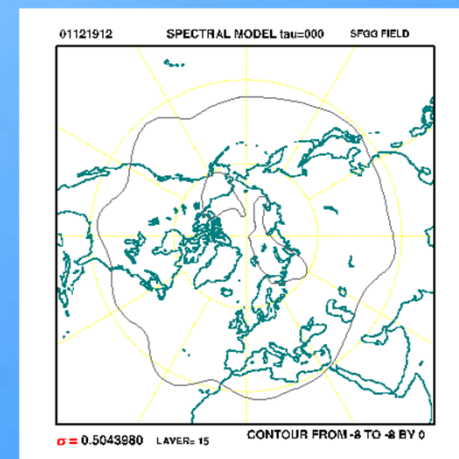 01121912 SPECTRAL MODEL tau=000 SFGG FIELD
σ = 0.5043980 LAYER= 15 CONTOUR FROM -8 TO -8 BY 0